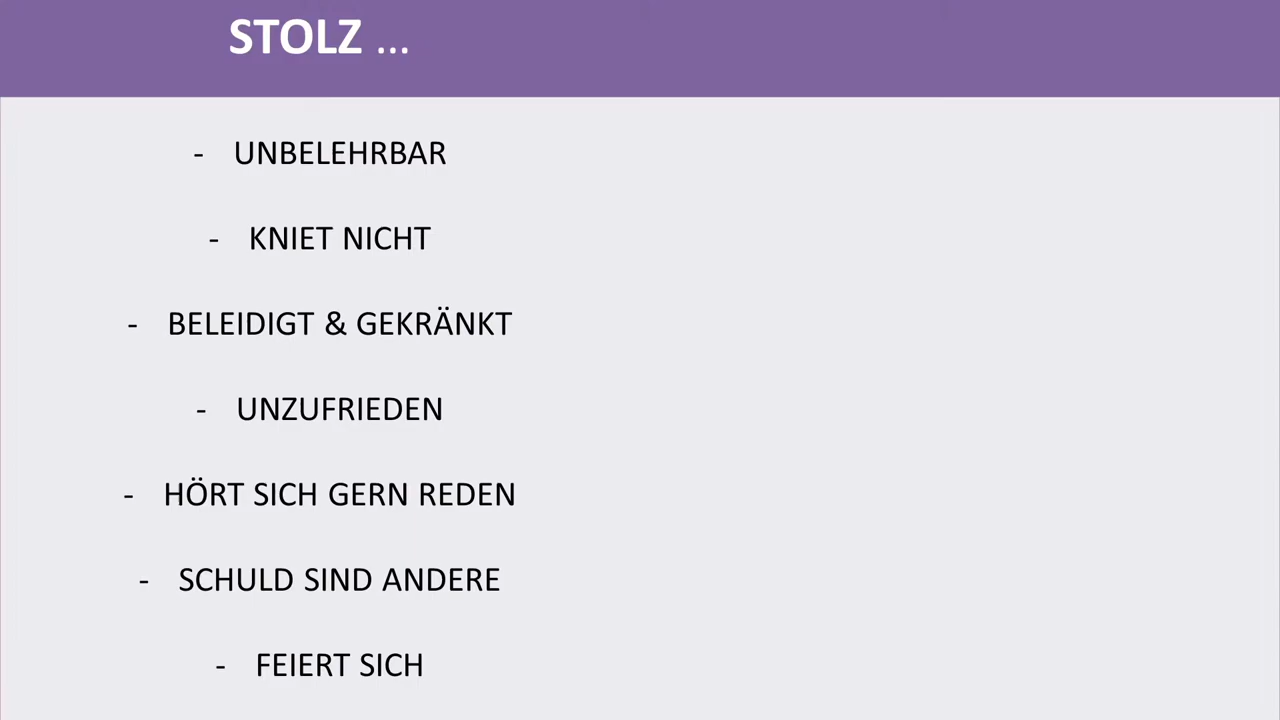 STOLZ ...
- UNBELEHRBAR
- KNIET NICHT
- BELEIDIGT & GEKRÄNKT
- UNZUFRIEDEN
- HÖRT SICH GERN REDEN
- SCHULD SIND ANDERE
- FEIERT SICH